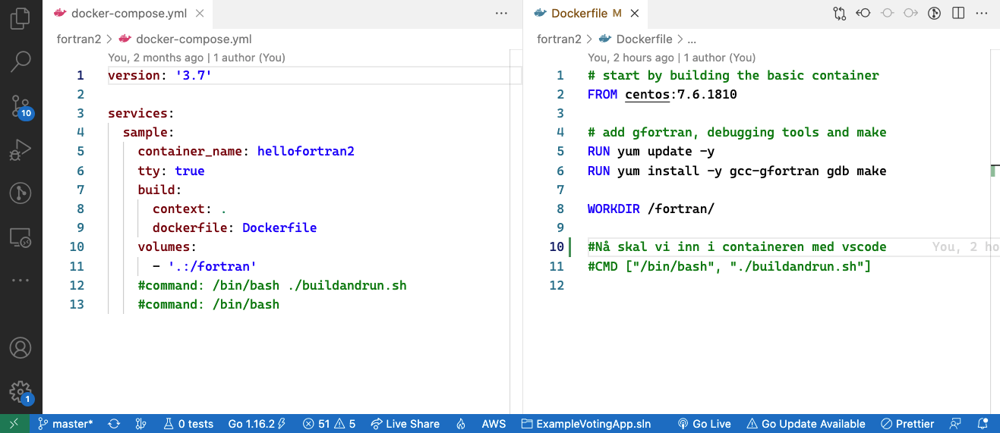 docker-compose.yml
fortran2 > docker-compose.yml
You, 2 months ago | 1 author (You)
1 version: '3.7'
2
3 services:
4 sample:
5 container_name: hellofortran2
6 tty: true
7 build:
8 context: .
9 dockerfile: Dockerfile
10 volumes:
11 - '.:/fortran'
12 #command: /bin/bash ./buildandrun.sh
13 #command: /bin/bash
Dockerfile M
fortran2 > Dockerfile > ...
You, 2 hours ago | 1 author (You)
1 # start by building the basic container
2 FROM centos:7.6.1810
3
4 # add gfortran, debugging tools and make
5 RUN yum update -y
6 RUN yum install -y gcc-gfortran gdb make
7
8 WORKDIR /fortran/
9
10 #Nå skal vi inn i containeren med vscode You, 2 ho
11 #CMD ["/bin/bash", "./buildandrun.sh"]
12
10
1
master* 0 tests Go 1.16.2 51 5 Live Share AWS ExampleVotingApp.sln Go Live Go Update Available Prettier